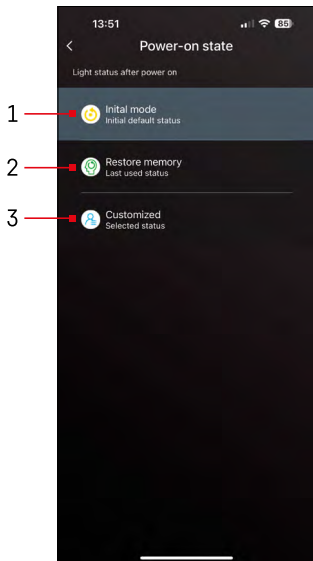 13:51
85
Power-on state
Light status after power on
1
Inital mode
Initial default status
2
Restore memory
Last used status
3
Customized
Selected status